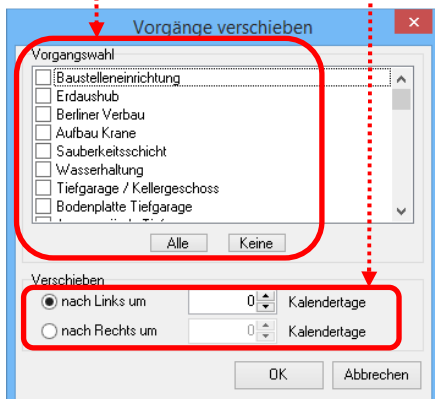 Vorgänge verschieben
Vorgangswahl
Baustelleneinrichtung
Erdaushub
Berliner Verbau
Aufbau Krane
Sauberkeitsschicht
Wasserhaltung
Tiefgarage / Kellergeschoss
Bodenplatte Tiefgarage
Alle Keine
Verschieben
nach Links um 0 Kalendertage
nach Rechts um 0 Kalendertage
OK Abbrechen